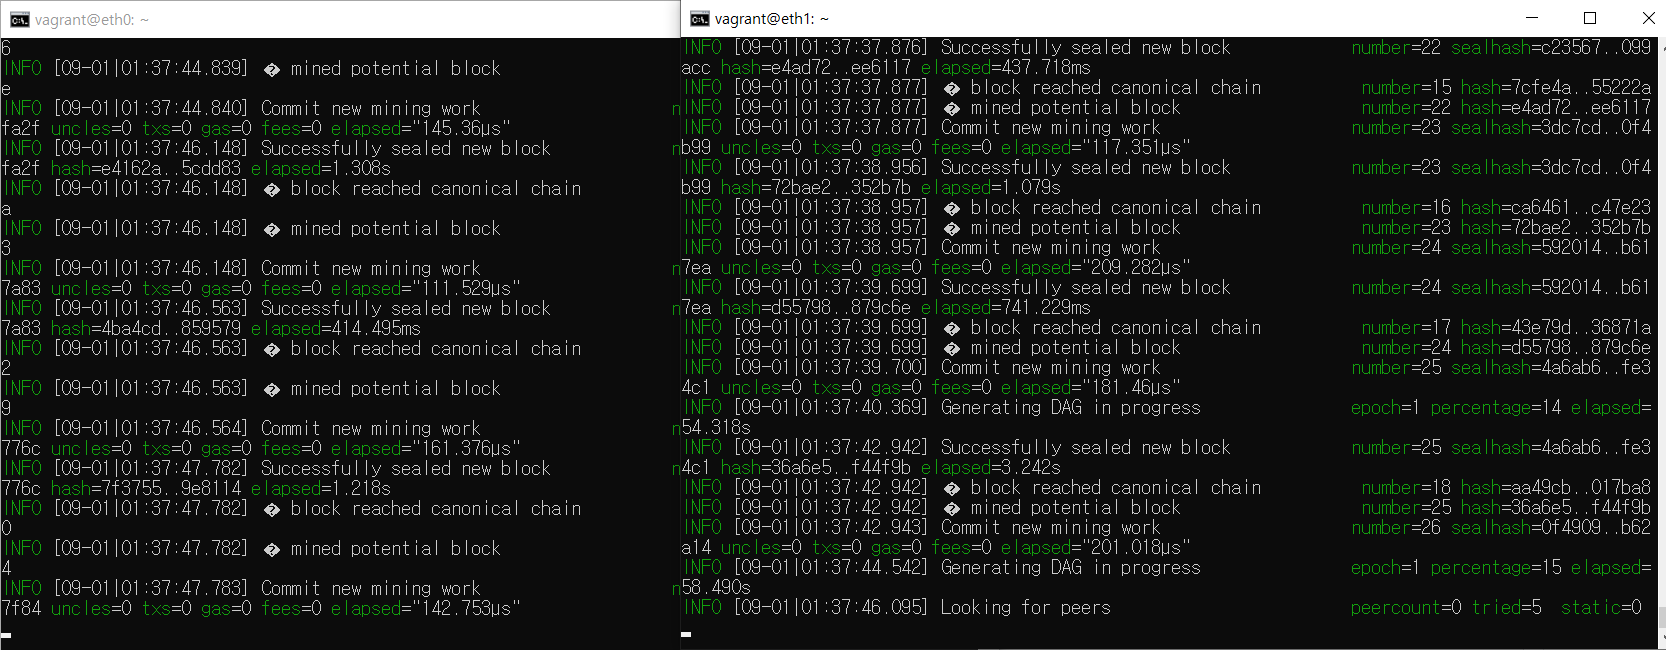 vagrant@eth0: ~
6
INFO [09-01|01:37:44.839] � mined potential block
e
INFO [09-01|01:37:44.840] Commit new mining work n
fa2f uncles=0 txs=0 gas=0 fees=0 elapsed="145.36µs"
INFO [09-01|01:37:46.148] Successfully sealed new block n
fa2f hash=e4162a..5cdd83 elapsed=1.308s
INFO [09-01|01:37:46.148] � block reached canonical chain
a
INFO [09-01|01:37:46.148] � mined potential block
3
INFO [09-01|01:37:46.148] Commit new mining work n
7a83 uncles=0 txs=0 gas=0 fees=0 elapsed="111.529µs"
INFO [09-01|01:37:46.563] Successfully sealed new block n
7a83 hash=4ba4cd..859579 elapsed=414.495ms
INFO [09-01|01:37:46.563] � block reached canonical chain
2
INFO [09-01|01:37:46.563] � mined potential block
9
INFO [09-01|01:37:46.564] Commit new mining work n
776c uncles=0 txs=0 gas=0 fees=0 elapsed="161.376µs"
INFO [09-01|01:37:47.782] Successfully sealed new block n
776c hash=7f3755..9e8114 elapsed=1.218s
INFO [09-01|01:37:47.782] � block reached canonical chain
0
INFO [09-01|01:37:47.782] � mined potential block
4
INFO [09-01|01:37:47.783] Commit new mining work n
7f84 uncles=0 txs=0 gas=0 fees=0 elapsed="142.753µs"
vagrant@eth1: ~
INFO [09-01|01:37:37.876] Successfully sealed new block number=22 sealhash=c23567..099
acc hash=e4ad72..ee6117 elapsed=437.718ms
INFO [09-01|01:37:37.877] � block reached canonical chain number=15 hash=7cfe4a..55222a
INFO [09-01|01:37:37.877] � mined potential block number=22 hash=e4ad72..ee6117
INFO [09-01|01:37:37.877] Commit new mining work number=23 sealhash=3dc7cd..0f4
b99 uncles=0 txs=0 gas=0 fees=0 elapsed="117.351µs"
INFO [09-01|01:37:38.956] Successfully sealed new block number=23 sealhash=3dc7cd..0f4
b99 hash=72bae2..352b7b elapsed=1.079s
INFO [09-01|01:37:38.957] � block reached canonical chain number=16 hash=ca6461..c47e23
INFO [09-01|01:37:38.957] � mined potential block number=23 hash=72bae2..352b7b
INFO [09-01|01:37:38.957] Commit new mining work number=24 sealhash=592014..b61
7ea uncles=0 txs=0 gas=0 fees=0 elapsed="209.282µs"
INFO [09-01|01:37:39.699] Successfully sealed new block number=24 sealhash=592014..b61
7ea hash=d55798..879c6e elapsed=741.229ms
INFO [09-01|01:37:39.699] � block reached canonical chain number=17 hash=43e79d..36871a
INFO [09-01|01:37:39.699] � mined potential block number=24 hash=d55798..879c6e
INFO [09-01|01:37:39.700] Commit new mining work number=25 sealhash=4a6ab6..fe3
4c1 uncles=0 txs=0 gas=0 fees=0 elapsed="181.46µs"
INFO [09-01|01:37:40.369] Generating DAG in progress epoch=1 percentage=14 elapsed=
54.318s
INFO [09-01|01:37:42.942] Successfully sealed new block number=25 sealhash=4a6ab6..fe3
4c1 hash=36a6e5..f44f9b elapsed=3.242s
INFO [09-01|01:37:42.942] � block reached canonical chain number=18 hash=aa49cb..017ba8
INFO [09-01|01:37:42.942] � mined potential block number=25 hash=36a6e5..f44f9b
INFO [09-01|01:37:42.943] Commit new mining work number=26 sealhash=0f4909..b62
a14 uncles=0 txs=0 gas=0 fees=0 elapsed="201.018µs"
INFO [09-01|01:37:44.542] Generating DAG in progress epoch=1 percentage=15 elapsed=
58.490s
INFO [09-01|01:37:46.095] Looking for peers peercount=0 tried=5 static=0